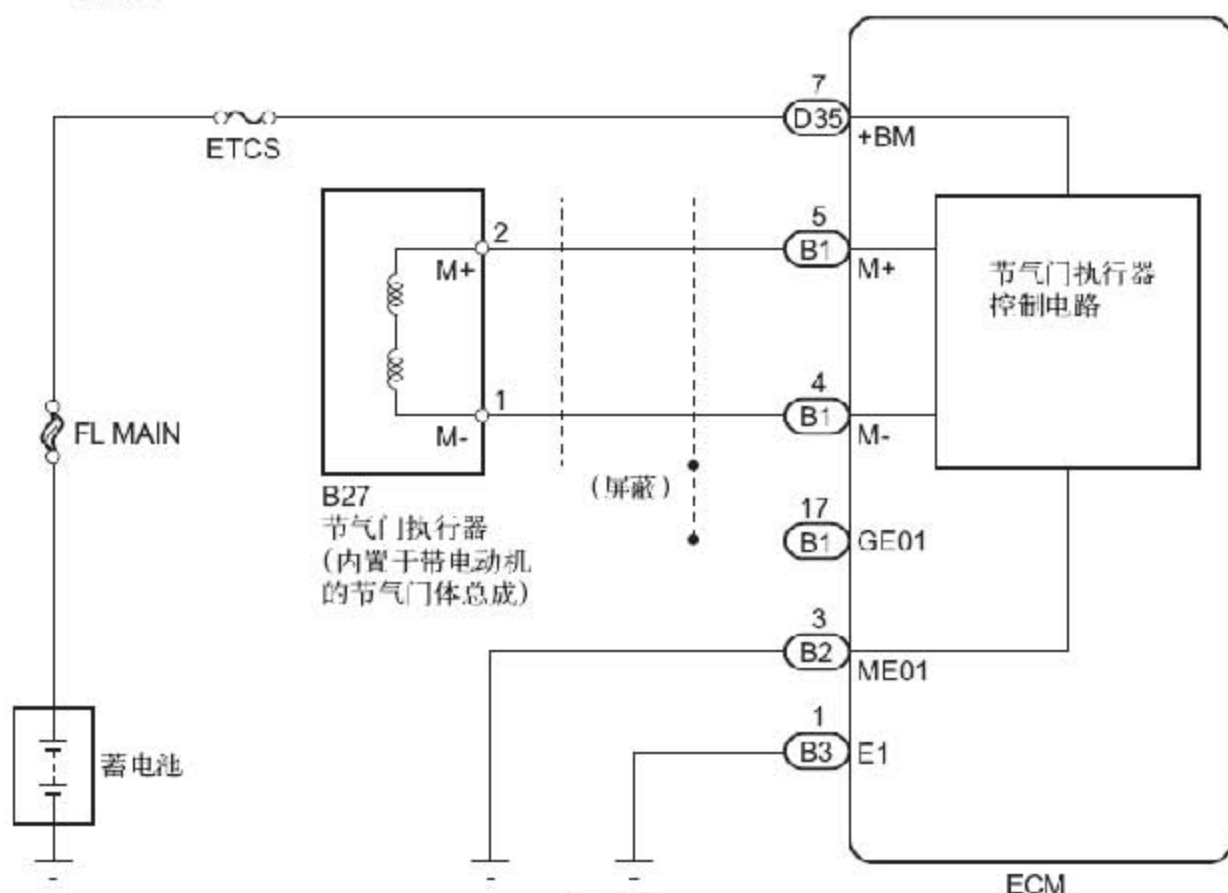 7
D35
+BM
ETCS
2
M+
5
B1
M+
节气门执行器
控制电路
FL MAIN
1
M-
4
B1
M-
(屏蔽)
B27
节气门执行器
(内置于带电动机
的节气门体总成)
17
B1
GE01
3
B2
ME01
1
B3
E1
蓄电池
ECM